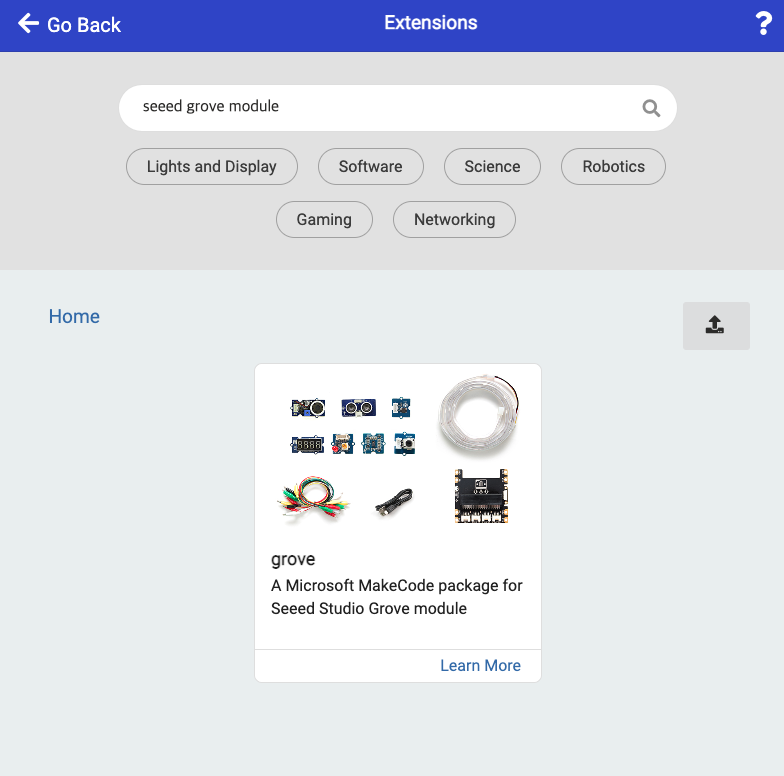 Go Back
Extensions
?
seeed grove module
Lights and Display
Software
Science
Robotics
Gaming
Networking
Home
grove
A Microsoft MakeCode package for
Seeed Studio Grove module
Learn More